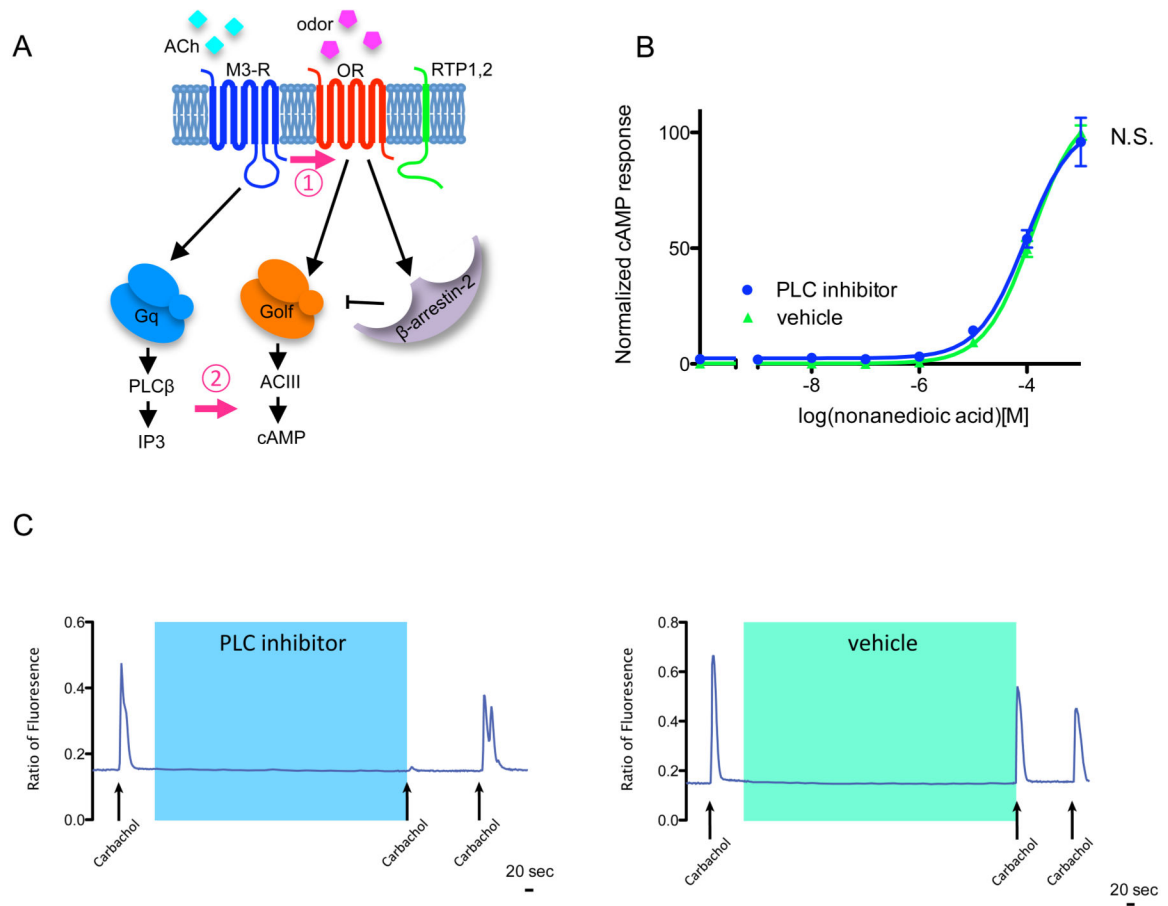 A
ACh
odor
M3-R
OR
RTP1,2
①
Gq
Golf
β-arrestin-2
②
PLCβ
ACIII
IP3
cAMP
B
Normalized cAMP response
100
50
0
N.S.
PLC inhibitor
vehicle
-8
-6
-4
log(nonanedioic acid)[M]
C
Ratio of Fluoresence
0.6
0.4
0.2
0.0
PLC inhibitor
Carbachol
Carbachol
Carbachol
20 sec
Ratio of Fluoresence
0.8
0.6
0.4
0.2
0.0
vehicle
Carbachol
Carbachol
Carbachol
20 sec